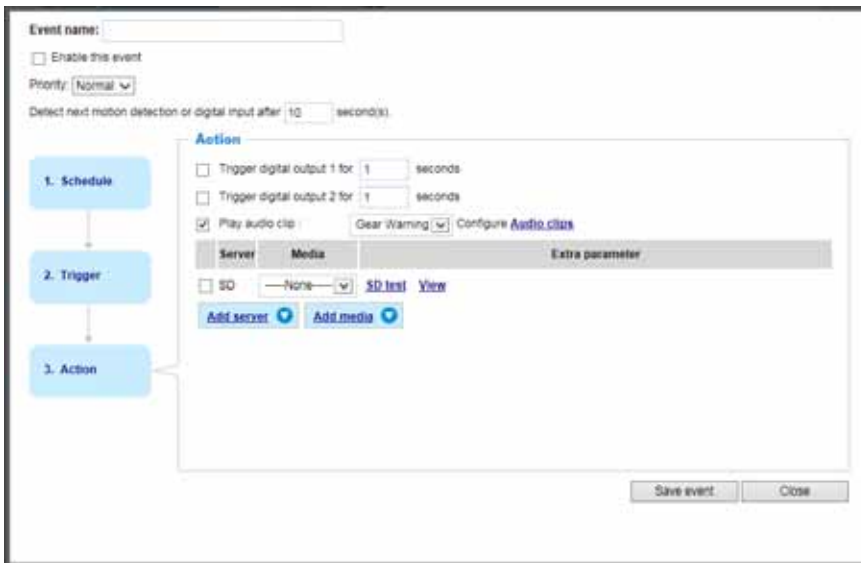 Event name:
Enable this event
Priority: Normal
Detect next motion detection or digital input after 10 second(s).
Action
1. Schedule
Trigger digital output 1 for 1 seconds
Trigger digital output 2 for 1 seconds
Play audio clip : Gear Warning Configure Audio clips
Server Media Extra parameter
2. Trigger
SD -----None----- SD test View
Add server Add media
3. Action
Save event Close